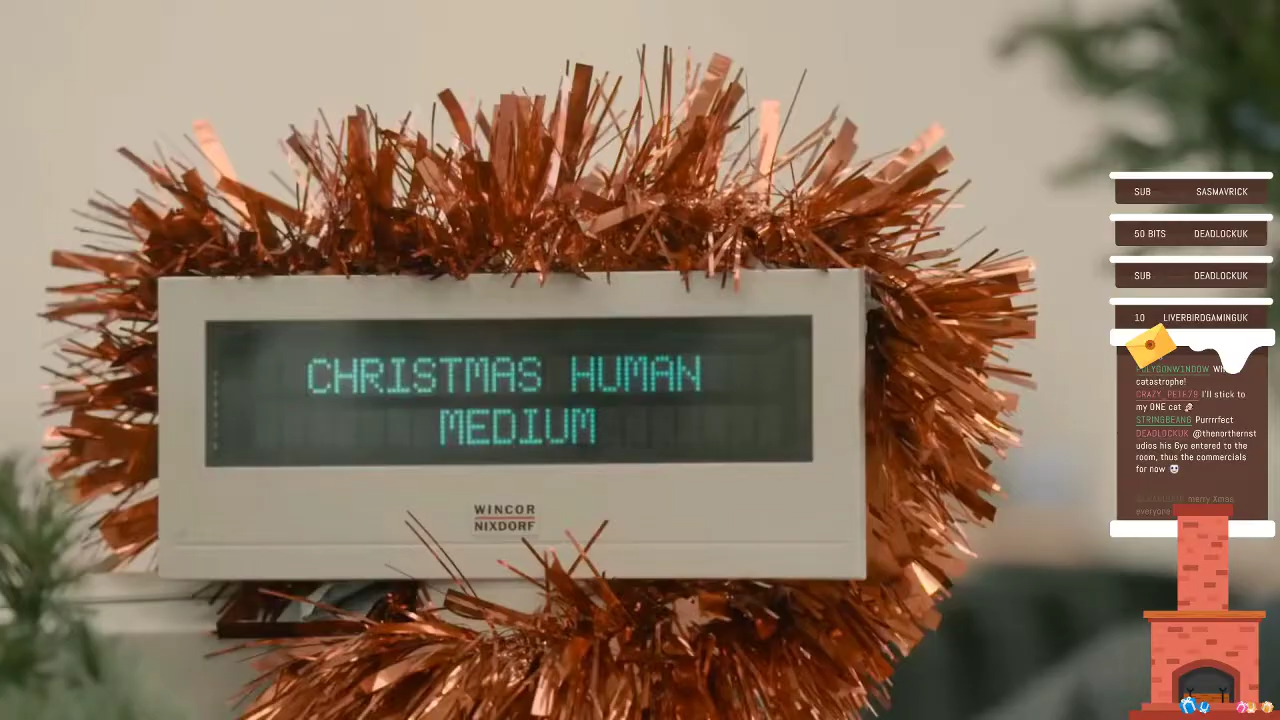 CHRISTMAS HUMAN
MEDIUM
WINCOR
NIXDORF
SUB SASMAVRICK
50 BITS DEADLOCKUK
SUB DEADLOCKUK
10 LIVERBIRDGAMINGUK
catastrophe!
CRAZY_PETE79 I'll stick to
my ONE cat
STRINGBEANS Purrrrfect
DEADLOCKUK @thenorthernst
udios his 6yo entered to the
room, thus the commercials
for now
merry Xmas
everyone